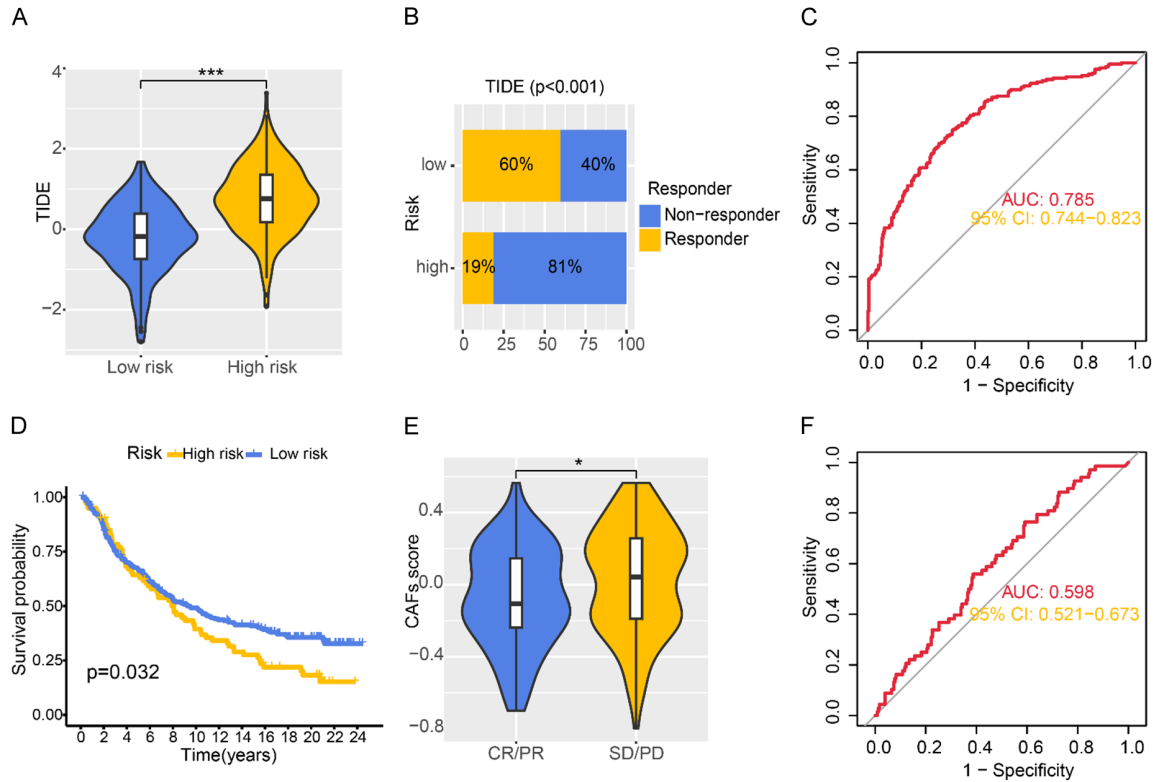 A
***
4
2
0
−2
TIDE
Low risk
High risk
B
TIDE (p<0.001)
low
60%
40%
Risk
high
19%
81%
0
25
50
75
100
Responder
Non−responder
Responder
C
Sensitivity
0.0
0.2
0.4
0.6
0.8
1.0
AUC: 0.785
95% CI: 0.744−0.823
0.0
0.2
0.4
0.6
0.8
1.0
1 − Specificity
D
Risk High risk Low risk
Survival probability
1.00
0.75
0.50
0.25
0.00
p=0.032
0 2 4 6 8 10 12 14 16 18 20 22 24
Time(years)
E
*
CAFs score
0.4
0.0
−0.4
−0.8
CR/PR
SD/PD
F
Sensitivity
0.0
0.2
0.4
0.6
0.8
1.0
AUC: 0.598
95% CI: 0.521−0.673
0.0
0.2
0.4
0.6
0.8
1.0
1 − Specificity